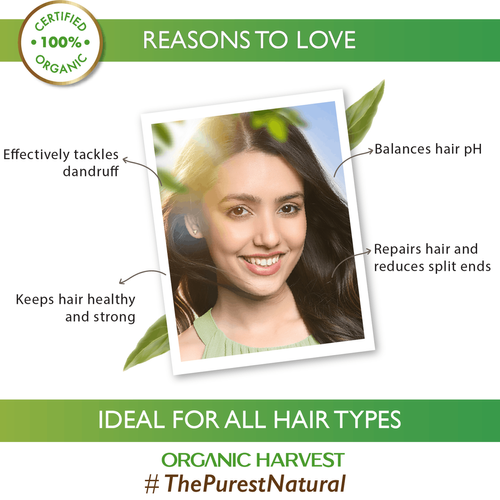 CERTIFIED
100%
ORGANIC
REASONS TO LOVE
Effectively tackles
dandruff
Balances hair pH
Keeps hair healthy
and strong
Repairs hair and
reduces split ends
IDEAL FOR ALL HAIR TYPES
ORGANIC HARVEST
#ThePurestNatural